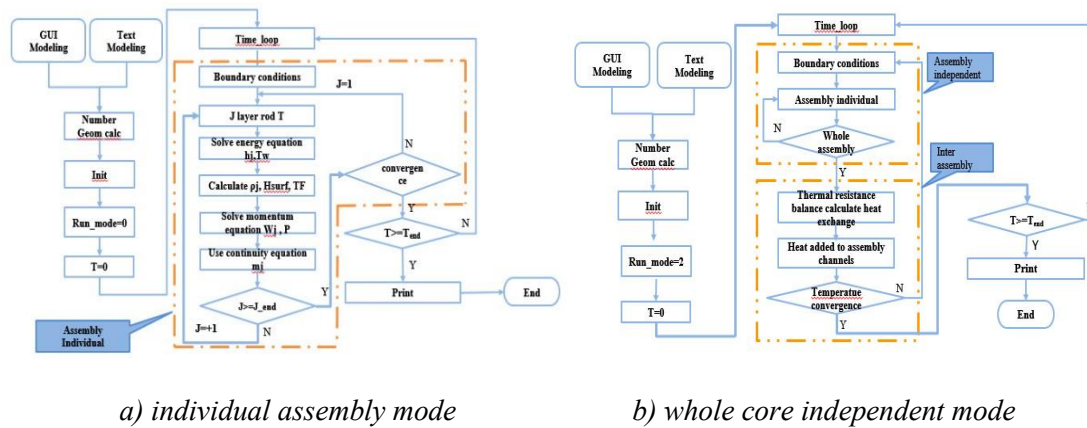 GUI
Modeling
Text
Modeling
Number
Geom calc
Init
Run_mode=0
T=0
Time_loop
Boundary conditions
J=1
J layer rod T
Solve energy equation
hj,Tw
Calculate ρj, Hsurf, TF
Solve momentum
equation Wj , P
Use continuity equation
mj
J>=J_end
J=+1
N
Y
convergen
ce
N
Y
T>=Tend
N
Y
Print
End
Assembly
Individual
a) individual assembly mode
GUI
Modeling
Text
Modeling
Number
Geom calc
Init
Run_mode=2
T=0
Time_loop
Boundary conditions
Assembly individual
N
Whole
assembly
Y
Assembly
independent
Inter
assembly
Thermal resistance
balance calculate heat
exchange
Heat added to assembly
channels
Temperatue
convergence
N
Y
T>=Tend
N
Y
Print
End
b) whole core independent mode